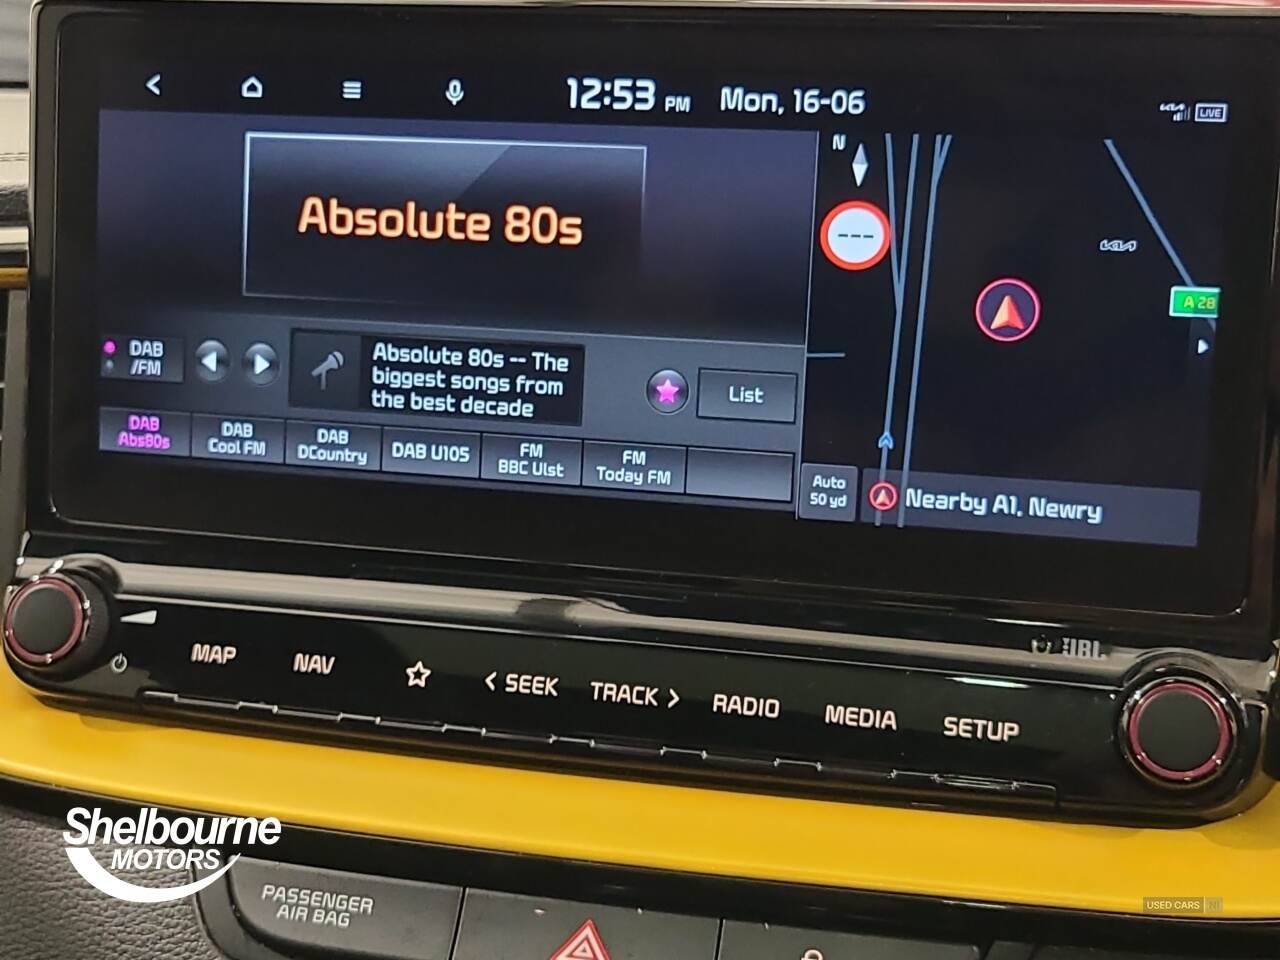 12:53 PM Mon, 16-06
LIVE
N
Absolute 80s
---
KIA
A 28
DAB
/FM
Absolute 80s -- The
biggest songs from
the best decade
List
DAB
Abs80s
DAB
Cool FM
DAB
DCountry
DAB U105
FM
BBC Ulst
FM
Today FM
Auto
50 yd
Nearby A1, Newry
JBL
MAP
NAV
< SEEK
TRACK >
RADIO
MEDIA
SETUP
Shelbourne
MOTORS
PASSENGER
AIR BAG
USED CARS NI